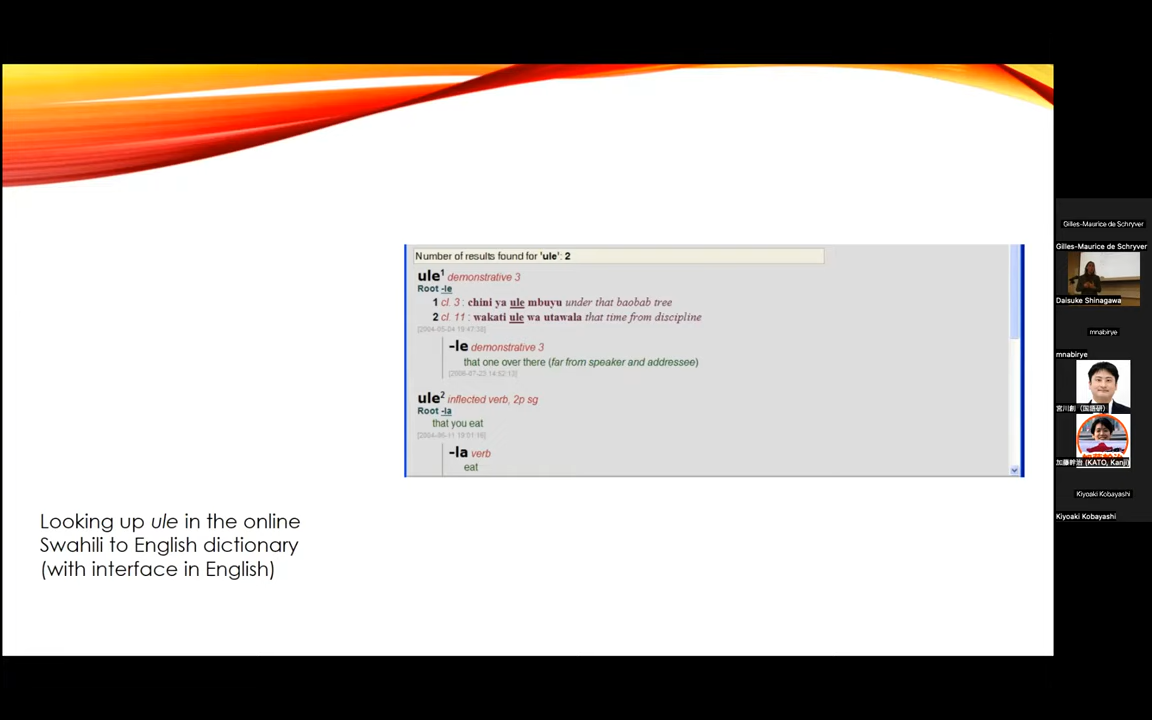 Number of results found for 'ule': 2
ule¹ demonstrative 3
Root -le
1 cl. 3 : chini ya ule mbuyu under that baobab tree
2 cl. 11 : wakati ule wa utawala that time from discipline
-le demonstrative 3
that one over there (far from speaker and addressee)
ule² inflected verb, 2p sg
Root -la
that you eat
-la verb
eat
Looking up ule in the online
Swahili to English dictionary
(with interface in English)
Gilles-Maurice de Schryver
Gilles-Maurice de Schryver
Daisuke Shinagawa
mnabirye
mnabirye
宮川創（国語研）
加藤幹治 (KATO, Kanji)
Kiyoaki Kobayashi
Kiyoaki Kobayashi